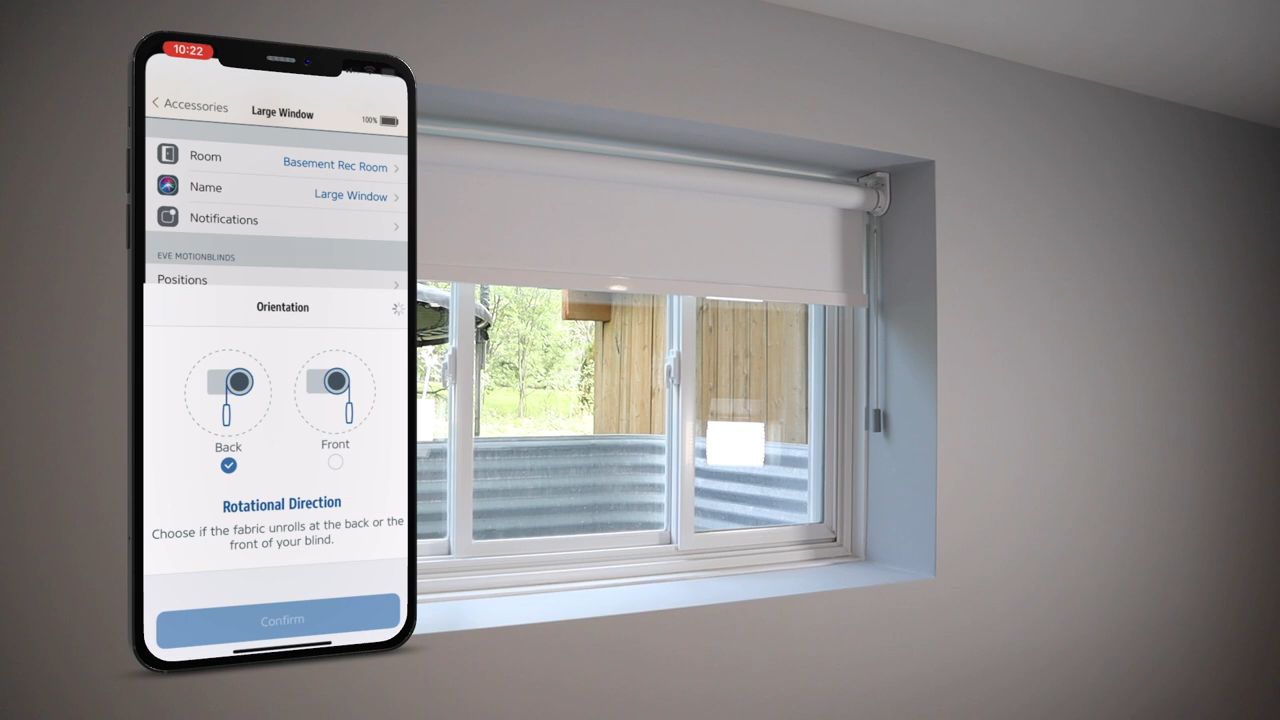 10:22
Accessories
Large Window
100%
Room
Basement Rec Room
Name
Large Window
Notifications
EVE MOTIONBLINDS
Positions
Orientation
Back
Front
Rotational Direction
Choose if the fabric unrolls at the back or the
front of your blind.
Confirm